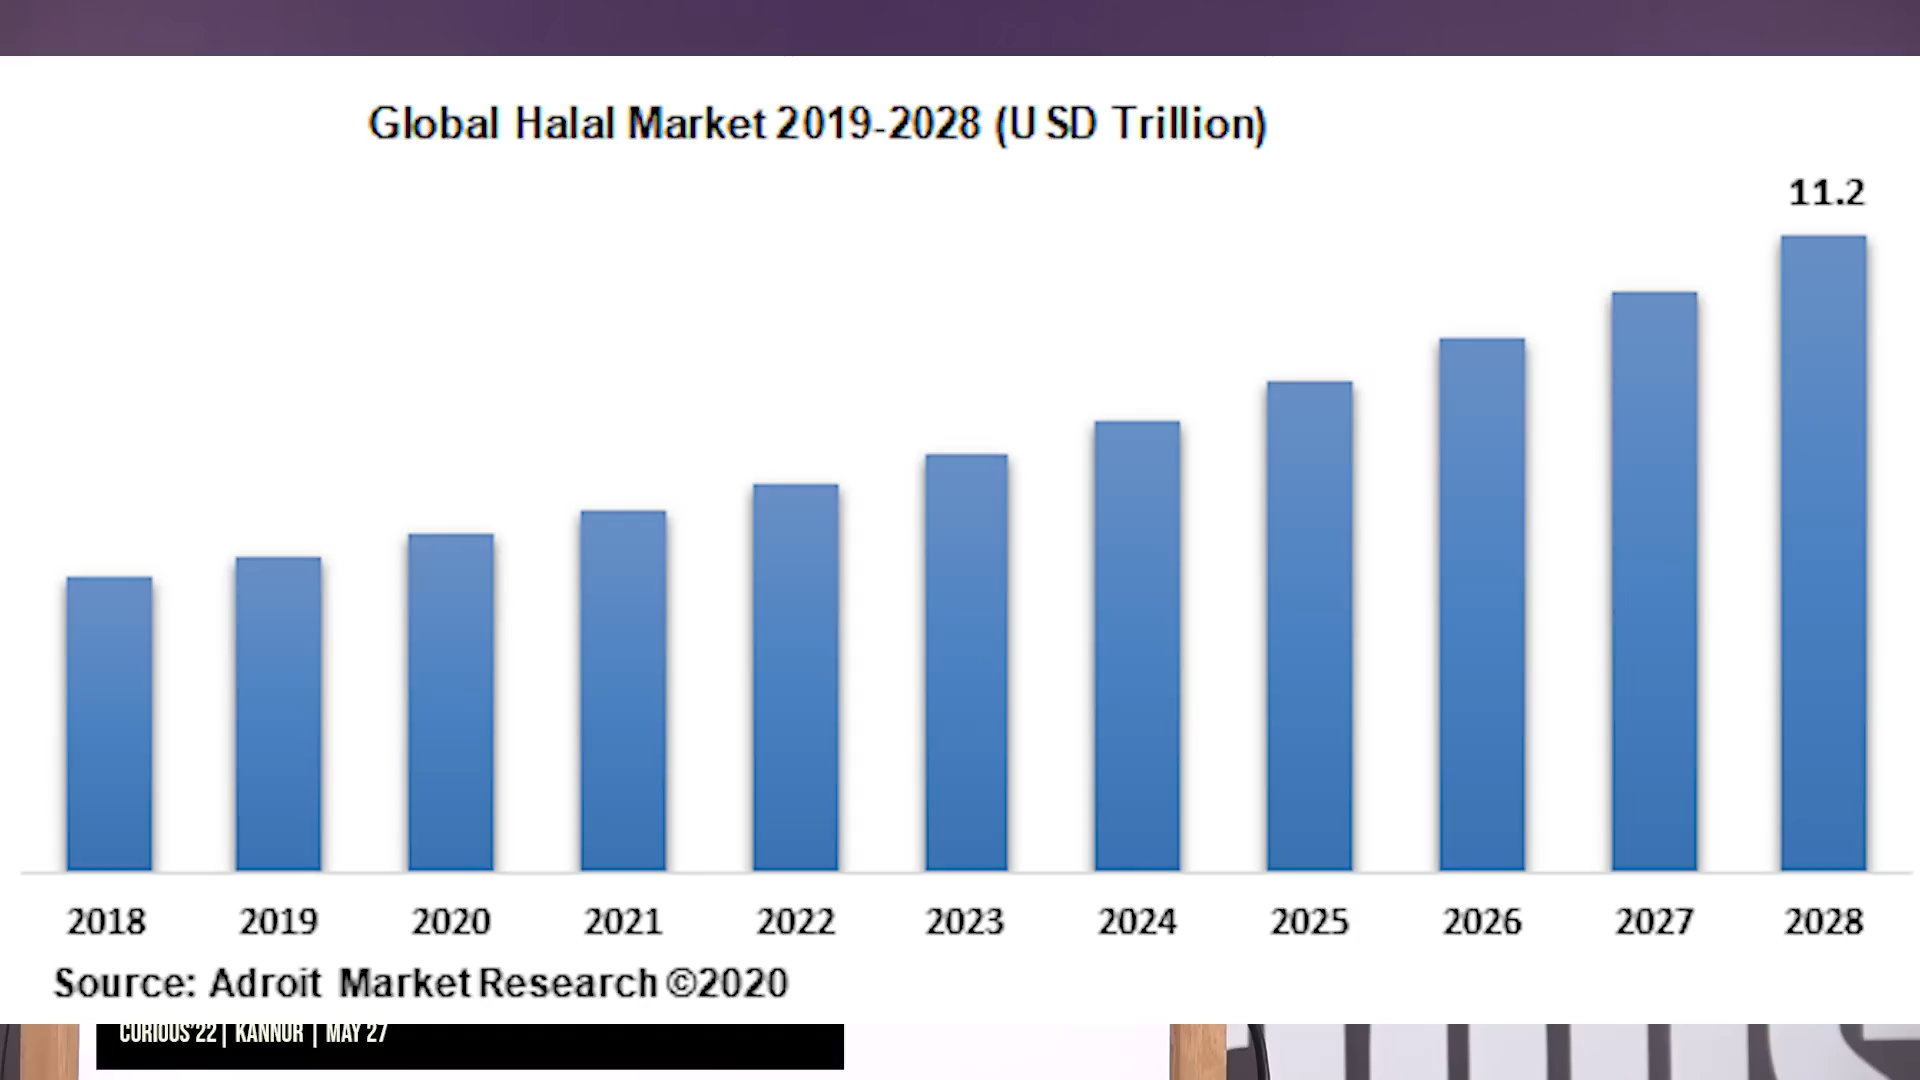 Global Halal Market 2019-2028 (USD Trillion)
11.2
2018 2019 2020 2021 2022 2023 2024 2025 2026 2027 2028
Source: Adroit Market Research ©2020
CURIOUS'22 | KANNUR | MAY 27